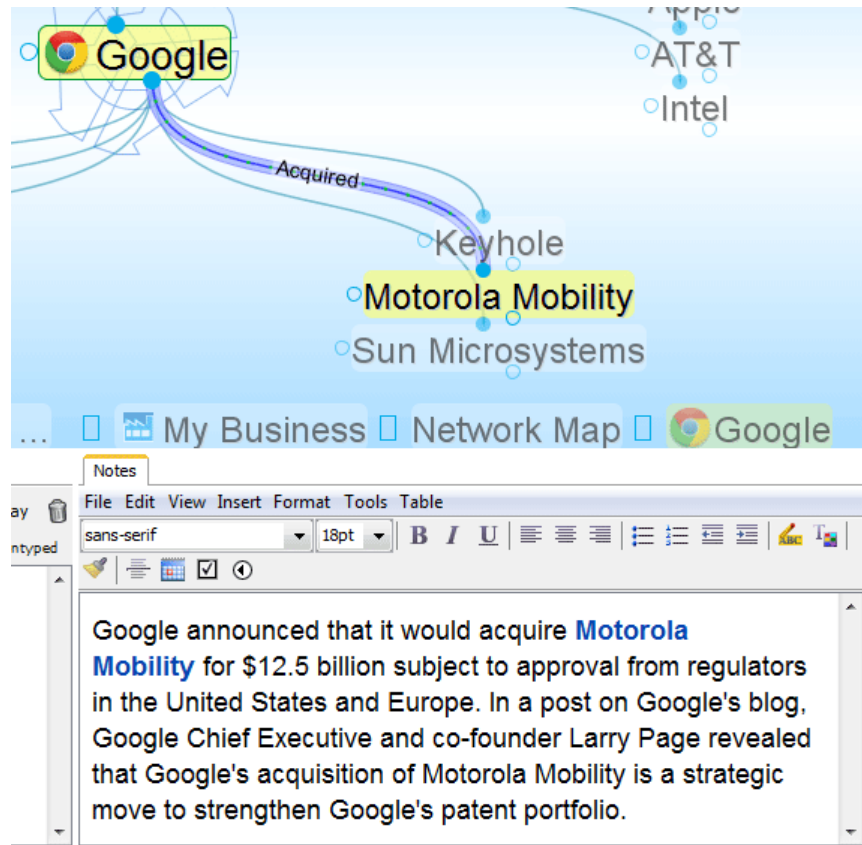 Apple
Google
AT&T
Intel
Acquired
Keyhole
Motorola Mobility
Sun Microsystems
... My Business Network Map Google
Notes
ay
File Edit View Insert Format Tools Table
ntyped
sans-serif 18pt B I U ABC T
Google announced that it would acquire Motorola
Mobility for $12.5 billion subject to approval from regulators
in the United States and Europe. In a post on Google's blog,
Google Chief Executive and co-founder Larry Page revealed
that Google's acquisition of Motorola Mobility is a strategic
move to strengthen Google's patent portfolio.